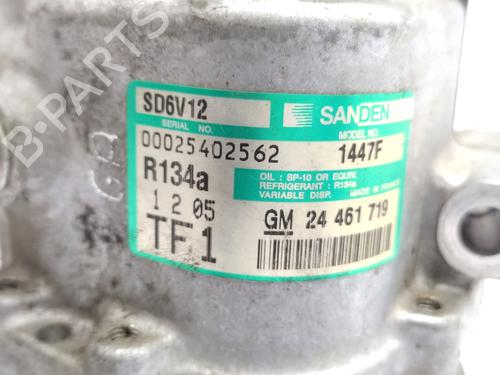 B-PARTS
SD6V12
SANDEN
SERIAL NO.
MODEL NO.
00025402562
1447F
R134a
OIL : SP-10 OR EQUIV.
REFRIGERANT : R134a
VARIABLE DISP. MADE IN FRANCE
1 2 05
GM 24 461 719
TF1